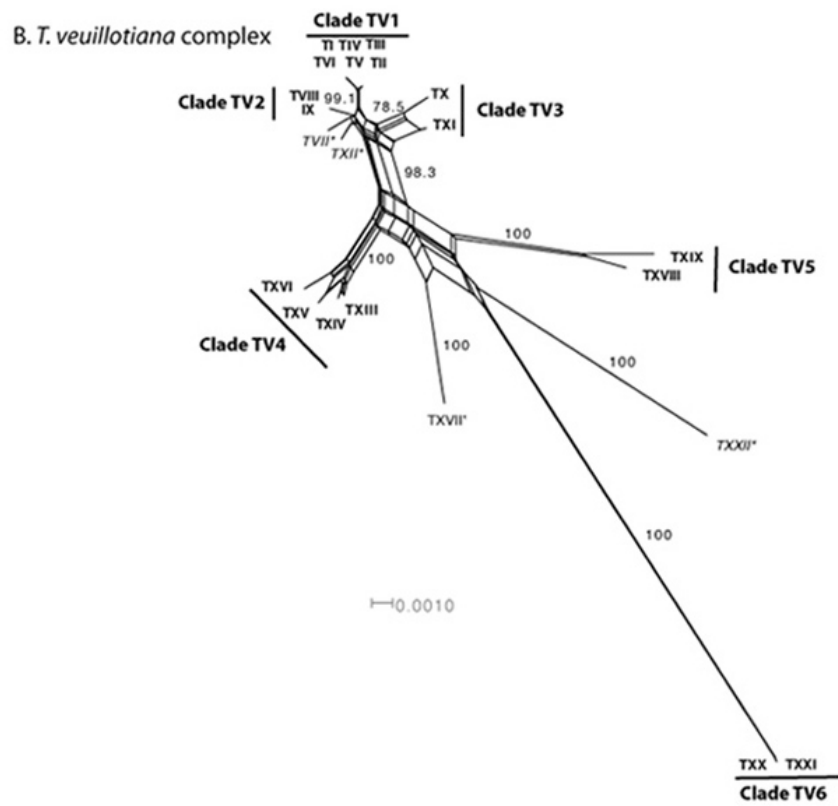 B. T. veuillotiana complex
Clade TV1
TI TIV TIII
TVI TV TII
Clade TV2
TVIII
IX
99.1
78.5
TX
TXI
Clade TV3
TVII*
TXII*
98.3
100
TXIX
TXVIII
Clade TV5
100
TXVI
TXV
TXIV
TXIII
Clade TV4
100
TXVII*
100
TXXII*
100
0.0010
TXX TXXI
Clade TV6